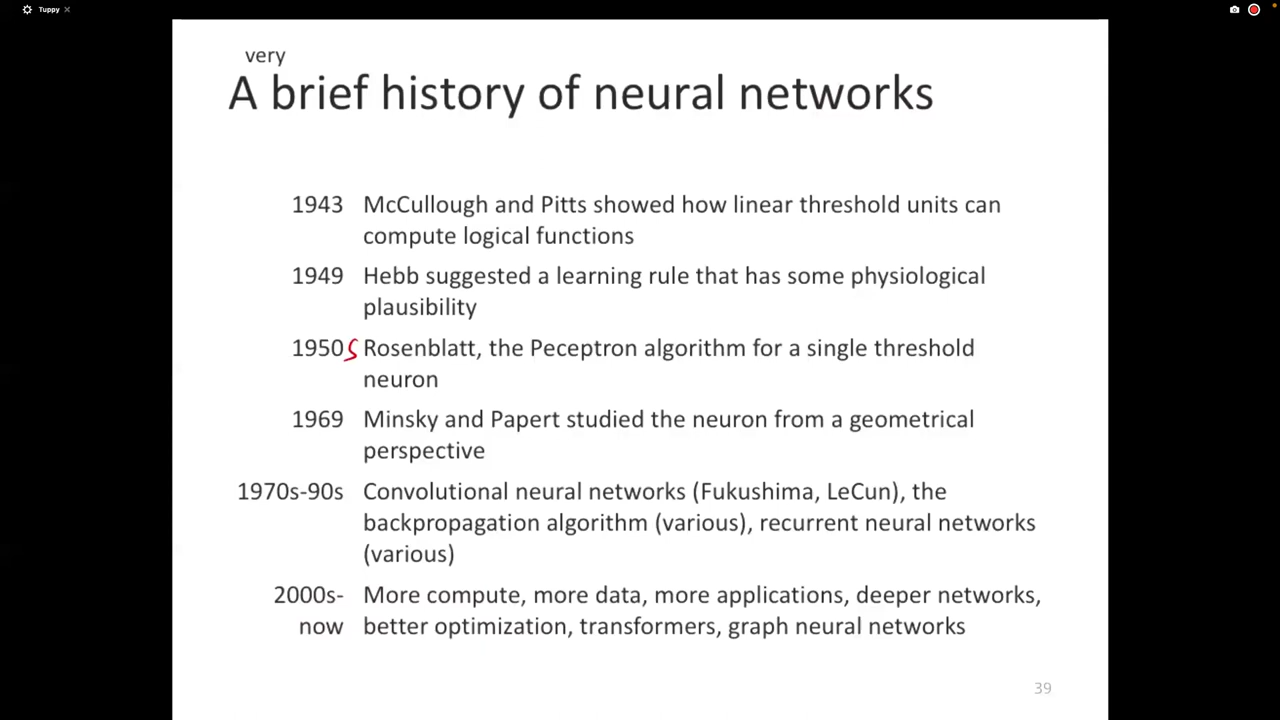 Tuppy
very
A brief history of neural networks
1943 McCullough and Pitts showed how linear threshold units can
compute logical functions
1949 Hebb suggested a learning rule that has some physiological
plausibility
1950s Rosenblatt, the Peceptron algorithm for a single threshold
neuron
1969 Minsky and Papert studied the neuron from a geometrical
perspective
1970s-90s Convolutional neural networks (Fukushima, LeCun), the
backpropagation algorithm (various), recurrent neural networks
(various)
2000s- More compute, more data, more applications, deeper networks,
now better optimization, transformers, graph neural networks
39